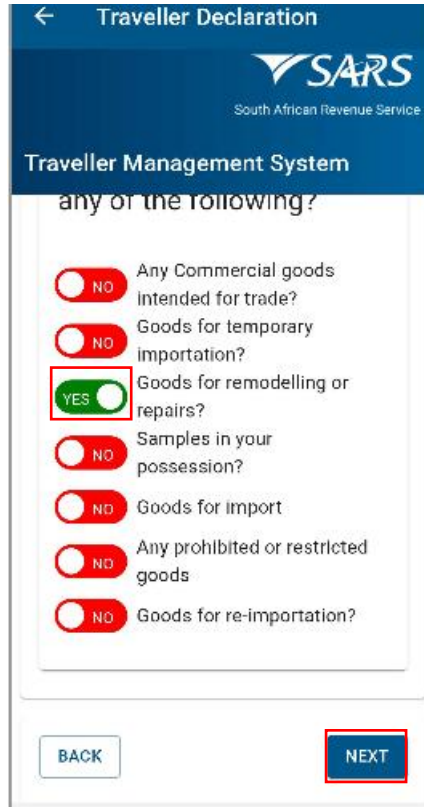 Traveller Declaration
SARS
South African Revenue Service
Traveller Management System
any of the following?
NO
Any Commercial goods
intended for trade?
NO
Goods for temporary
importation?
YES
Goods for remodelling or
repairs?
NO
Samples in your
possession?
NO
Goods for import
NO
Any prohibited or restricted
goods
NO
Goods for re-importation?
BACK
NEXT